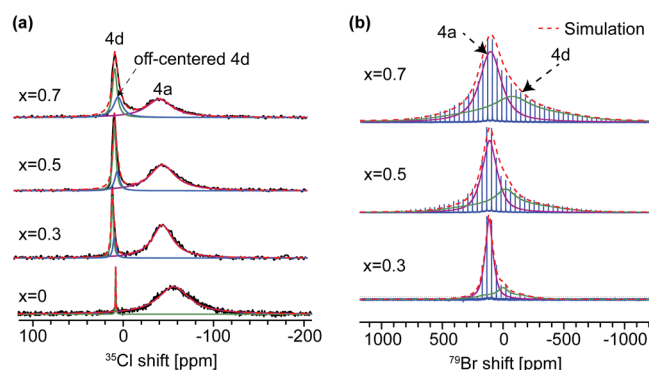 (a)
4d
off-centered 4d
4a
x=0.7
x=0.5
x=0.3
x=0
100 0 -100 -200
³⁵Cl shift [ppm]
(b)
Simulation
4a
4d
x=0.7
x=0.5
x=0.3
1000 500 0 -500 -1000
⁷⁹Br shift [ppm]